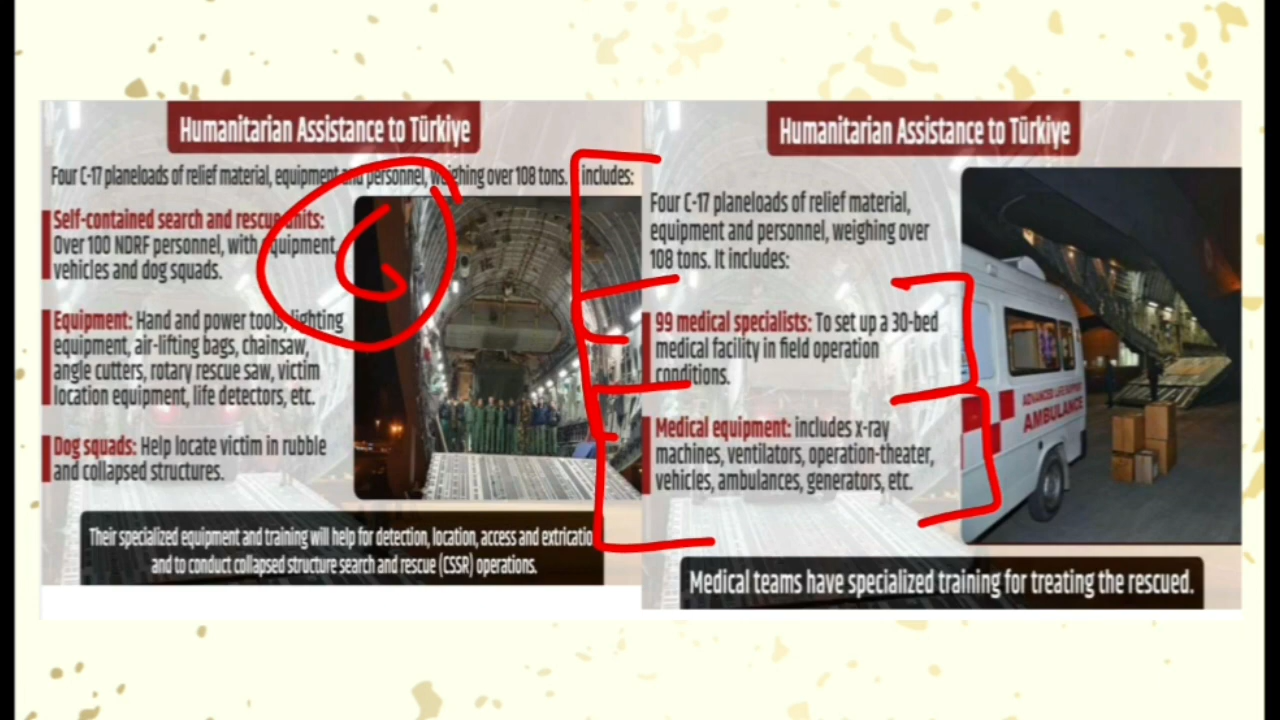 Humanitarian Assistance to Türkiye
Four C-17 planeloads of relief material, equipment and personnel, weighing over 108 tons. includes:
Self-contained search and rescue units:
Over 100 NDRF personnel, with equipment,
vehicles and dog squads.
Equipment: Hand and power tools, lighting
equipment, air-lifting bags, chainsaw,
angle cutters, rotary rescue saw, victim
location equipment, life detectors, etc.
Dog squads: Help locate victim in rubble
and collapsed structures.
Their specialized equipment and training will help for detection, location, access and extricatio
and to conduct collapsed structure search and rescue (CSSR) operations.
Humanitarian Assistance to Türkiye
Four C-17 planeloads of relief material,
equipment and personnel, weighing over
108 tons. It includes:
99 medical specialists: To set up a 30-bed
medical facility in field operation
conditions.
Medical equipment: includes x-ray
machines, ventilators, operation-theater,
vehicles, ambulances, generators, etc.
ADVANCED LIFE SUPPORT
AMBULANCE
Medical teams have specialized training for treating the rescued.